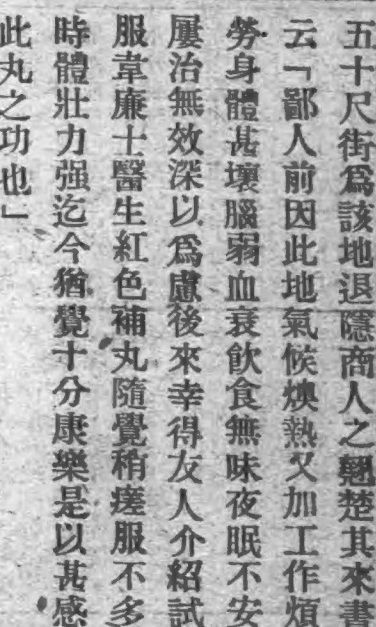 五十尺街為該地退隱商人之翹楚其來書
云「鄙人前因此地氣候燠熱又加工作煩
勞身體甚壞腦弱血衰飲食無味夜眠不安
屢治無效深以為慮後來幸得友人介紹試
服韋廉士醫生紅色補丸隨覺稍瘥服不多
時體壯力强迄今猶覺十分康樂是以甚感
此丸之功也」